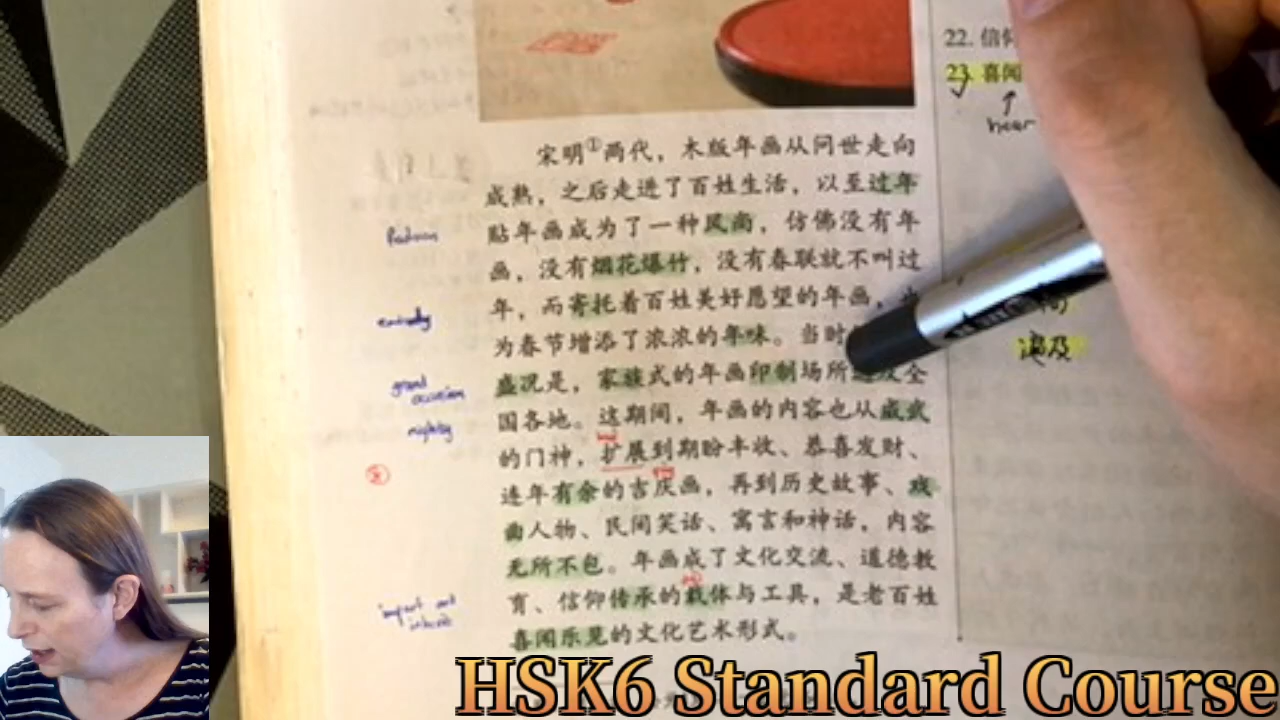 22. 信仰
23. 喜闻
hear
宋明①两代，木版年画从问世走向
成熟，之后走进了百姓生活，以至过年
贴年画成为了一种风尚，仿佛没有年
画，没有烟花爆竹，没有春联就不叫过
年，而寄托着百姓美好愿望的年画，
为春节增添了浓浓的年味。当时
盛况是，家族式的年画印制场所遍及全
国各地。这期间，年画的内容也从威武
的门神，扩展到期盼丰收、恭喜发财、
连年有余的吉庆画，再到历史故事、戏
曲人物、民间笑话、寓言和神话，内容
无所不包。年画成了文化交流、道德教
育、信仰传承的载体与工具，是老百姓
喜闻乐见的文化艺术形式。
fashion
embody
grand
occasion
mighty
impart and
inherit
遍及
HSK6 Standard Course